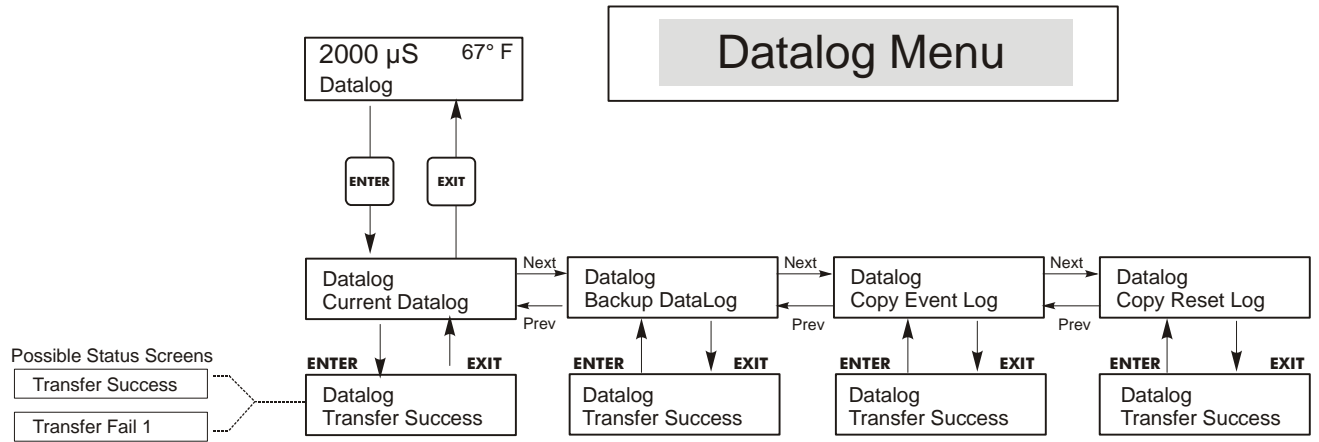 Datalog Menu
2000 µS 67° F
Datalog
ENTER
EXIT
Datalog
Current Datalog
Next
Prev
Datalog
Backup DataLog
Next
Prev
Datalog
Copy Event Log
Next
Prev
Datalog
Copy Reset Log
Possible Status Screens
Transfer Success
Transfer Fail 1
ENTER
EXIT
Datalog
Transfer Success
ENTER
EXIT
Datalog
Transfer Success
ENTER
EXIT
Datalog
Transfer Success
ENTER
EXIT
Datalog
Transfer Success